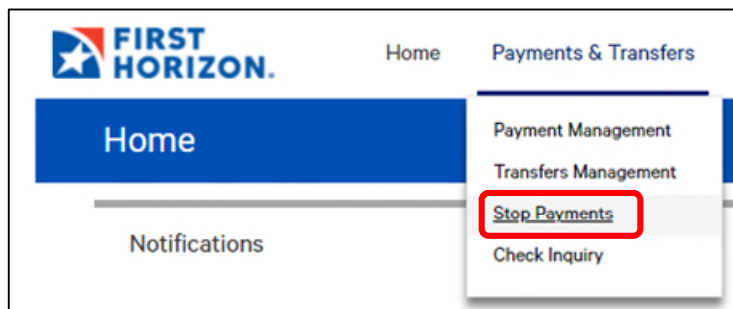 FIRST
HORIZON.
Home
Payments & Transfers
Home
Payment Management
Transfers Management
Stop Payments
Check Inquiry
Notifications